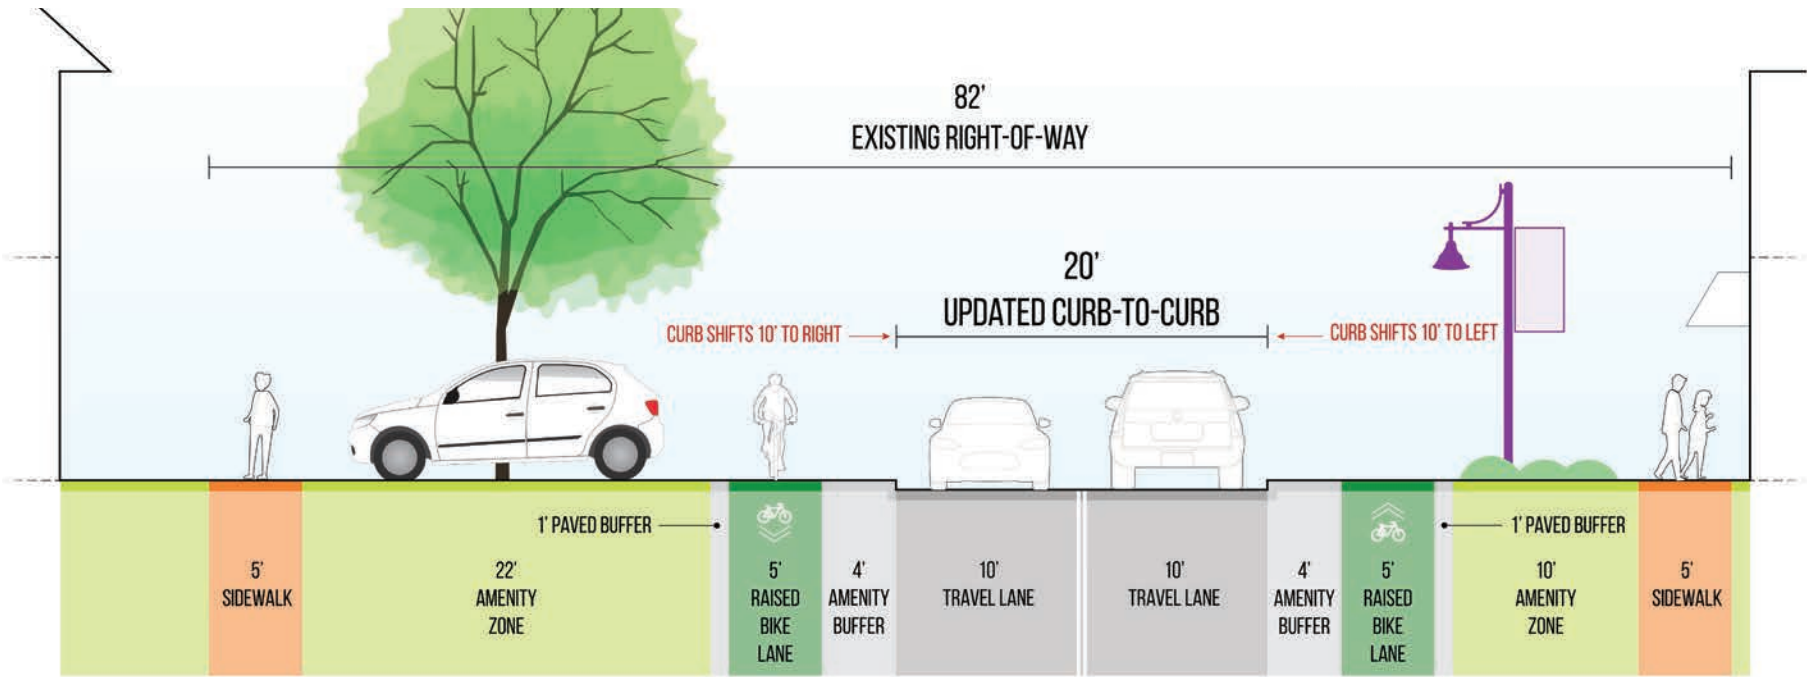 82’
EXISTING RIGHT-OF-WAY
20’
UPDATED CURB-TO-CURB
CURB SHIFTS 10’ TO RIGHT
CURB SHIFTS 10’ TO LEFT
1’ PAVED BUFFER
1’ PAVED BUFFER
5’
SIDEWALK
22’
AMENITY
ZONE
5’
RAISED
BIKE
LANE
4’
AMENITY
BUFFER
10’
TRAVEL LANE
10’
TRAVEL LANE
4’
AMENITY
BUFFER
5’
RAISED
BIKE
LANE
10’
AMENITY
ZONE
5’
SIDEWALK